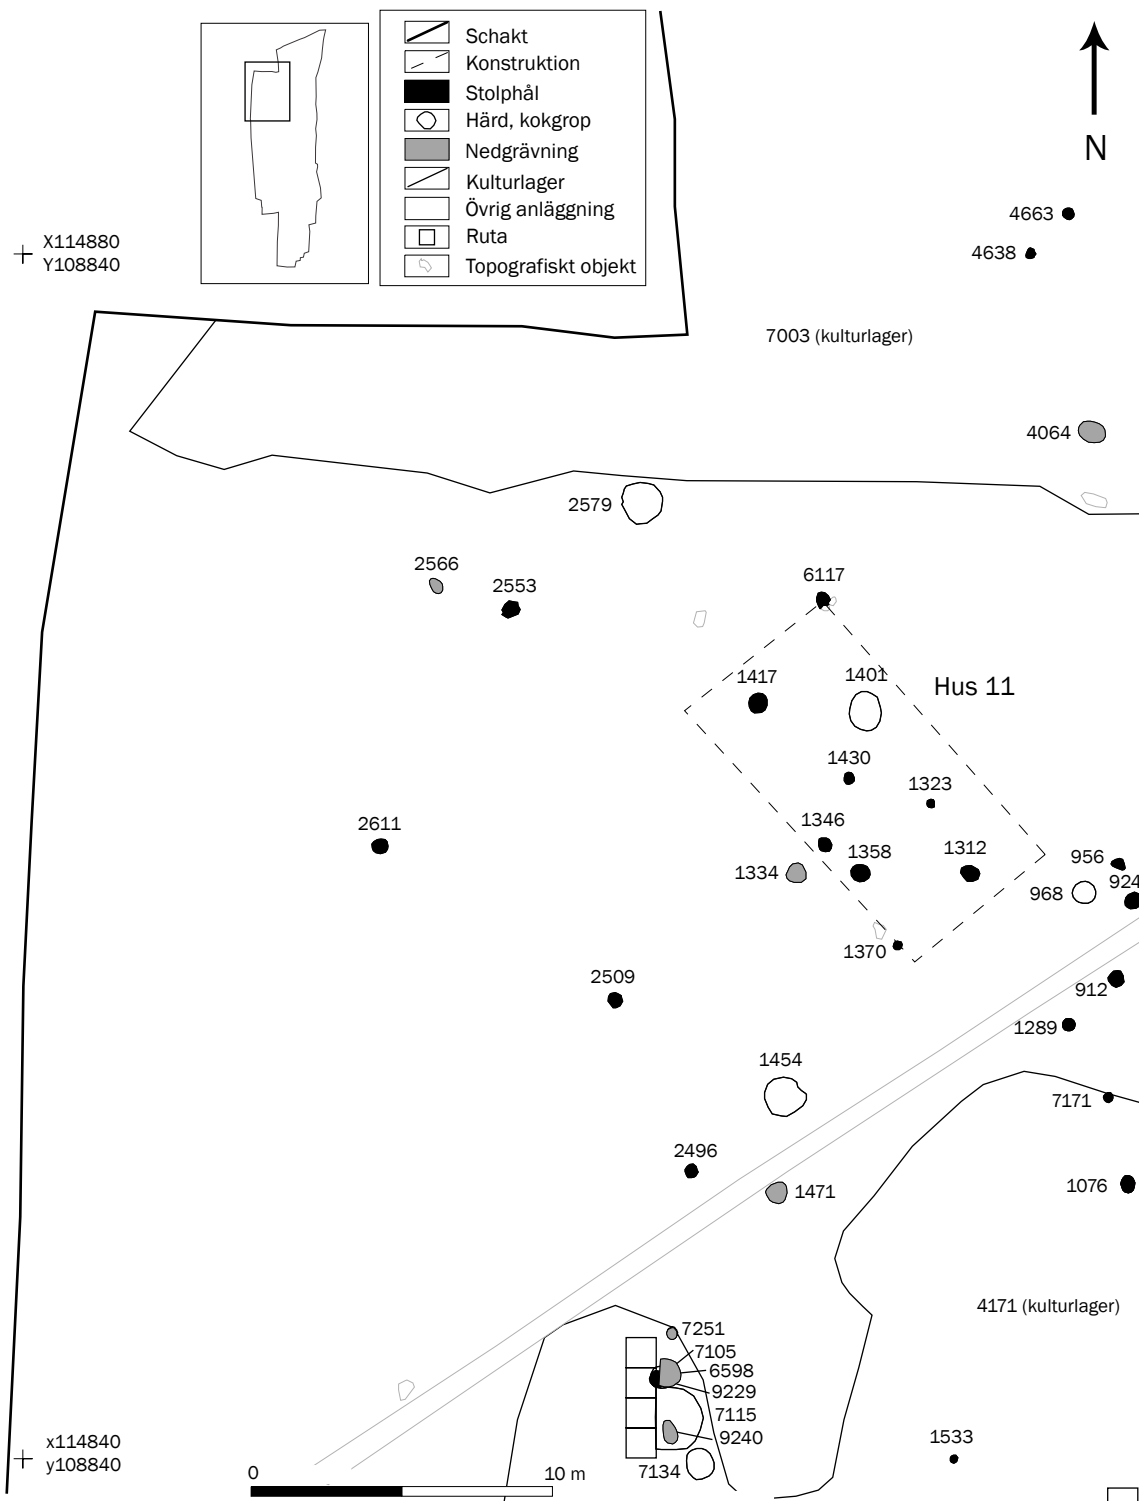 Schakt
Konstruktion
Stolphål
Härd, kokgrop
Nedgrävning
Kulturlager
Övrig anläggning
Ruta
Topografiskt objekt
N
X114880
Y108840
4663
4638
7003 (kulturlager)
4064
2579
2566
2553
6117
1417
1401
Hus 11
1430
1323
2611
1346
1358
1312
1334
956
968
924
1370
2509
912
1289
1454
7171
2496
1471
1076
4171 (kulturlager)
7251
7105
6598
9229
7115
9240
7134
1533
x114840
y108840
0
10 m